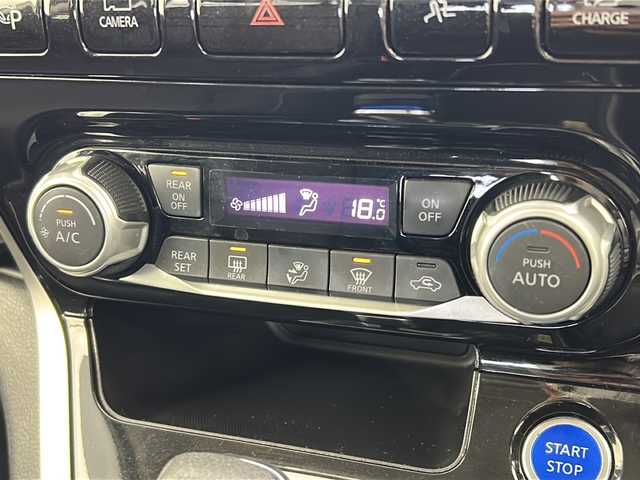 CAMERA
CHARGE
PUSH
A/C
REAR
ON
OFF
18.0
°C
ON
OFF
PUSH
AUTO
REAR
SET
REAR
FRONT
START
STOP